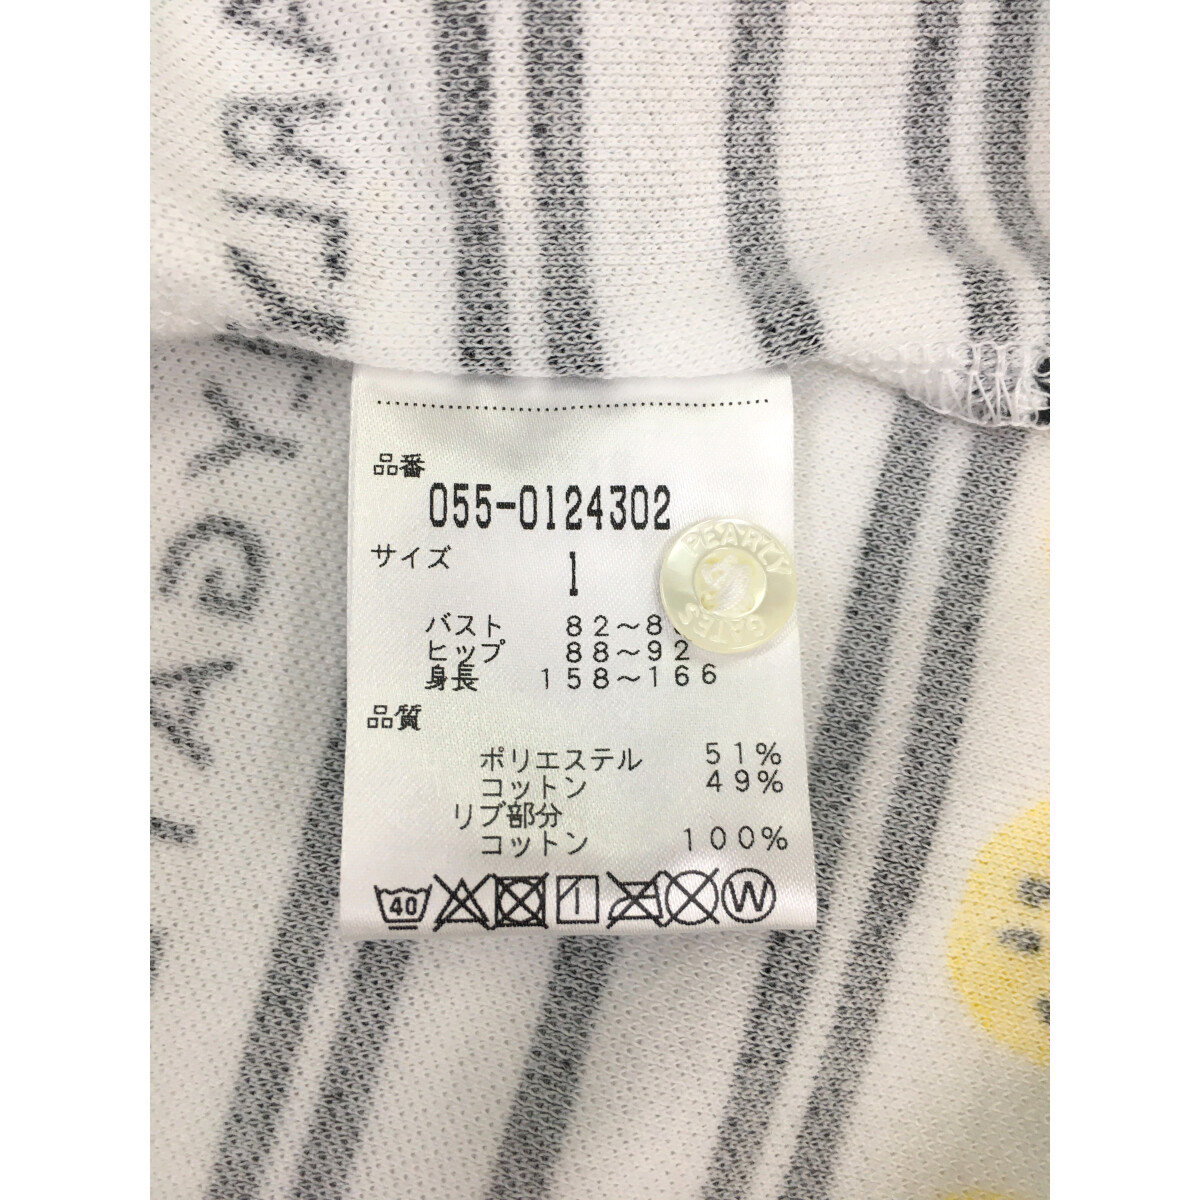 品番
055-0124302
サイズ
1
PEARLY
GATES
バスト 82～8
ヒップ 88～92
身長 158～166
品質
ポリエステル 51%
コットン 49%
リブ部分
コットン 100%
40 1 W